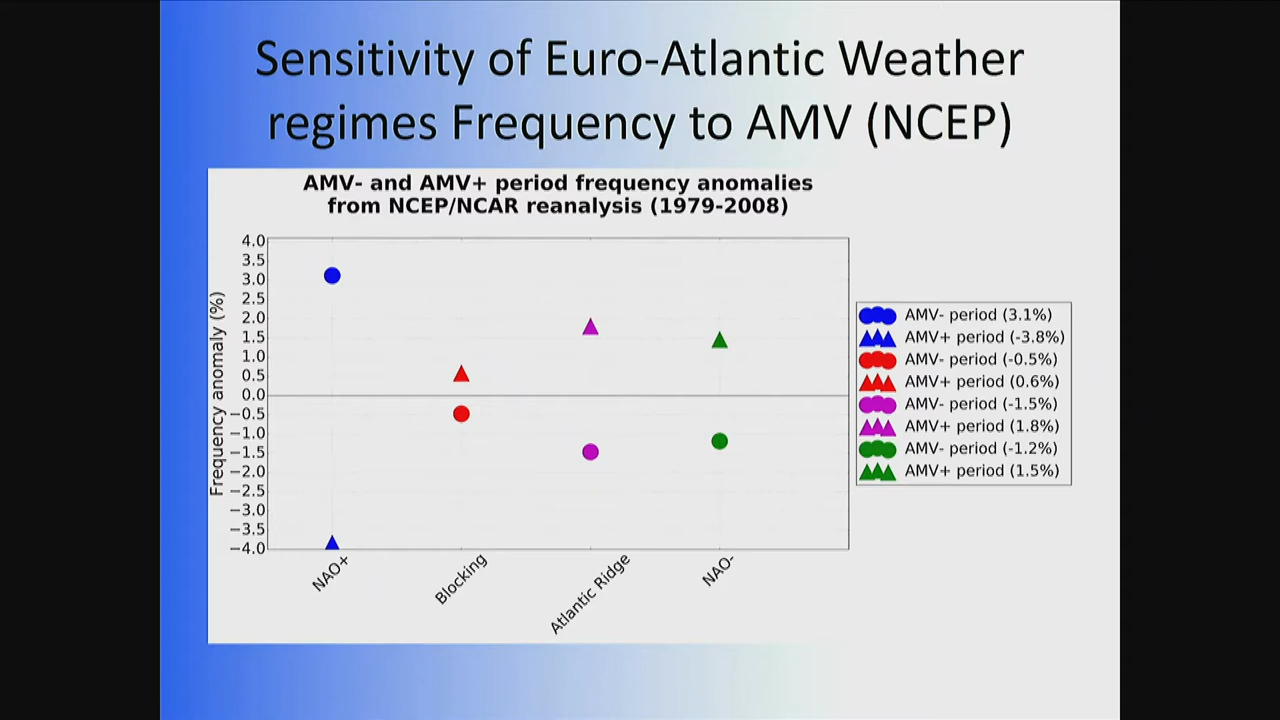 Sensitivity of Euro-Atlantic Weather
regimes Frequency to AMV (NCEP)
AMV- and AMV+ period frequency anomalies
from NCEP/NCAR reanalysis (1979-2008)
Frequency anomaly (%)
4.0
3.5
3.0
2.5
2.0
1.5
1.0
0.5
0.0
−0.5
−1.0
−1.5
−2.0
−2.5
−3.0
−3.5
−4.0
NAO+
Blocking
Atlantic Ridge
NAO-
AMV- period (3.1%)
AMV+ period (-3.8%)
AMV- period (-0.5%)
AMV+ period (0.6%)
AMV- period (-1.5%)
AMV+ period (1.8%)
AMV- period (-1.2%)
AMV+ period (1.5%)